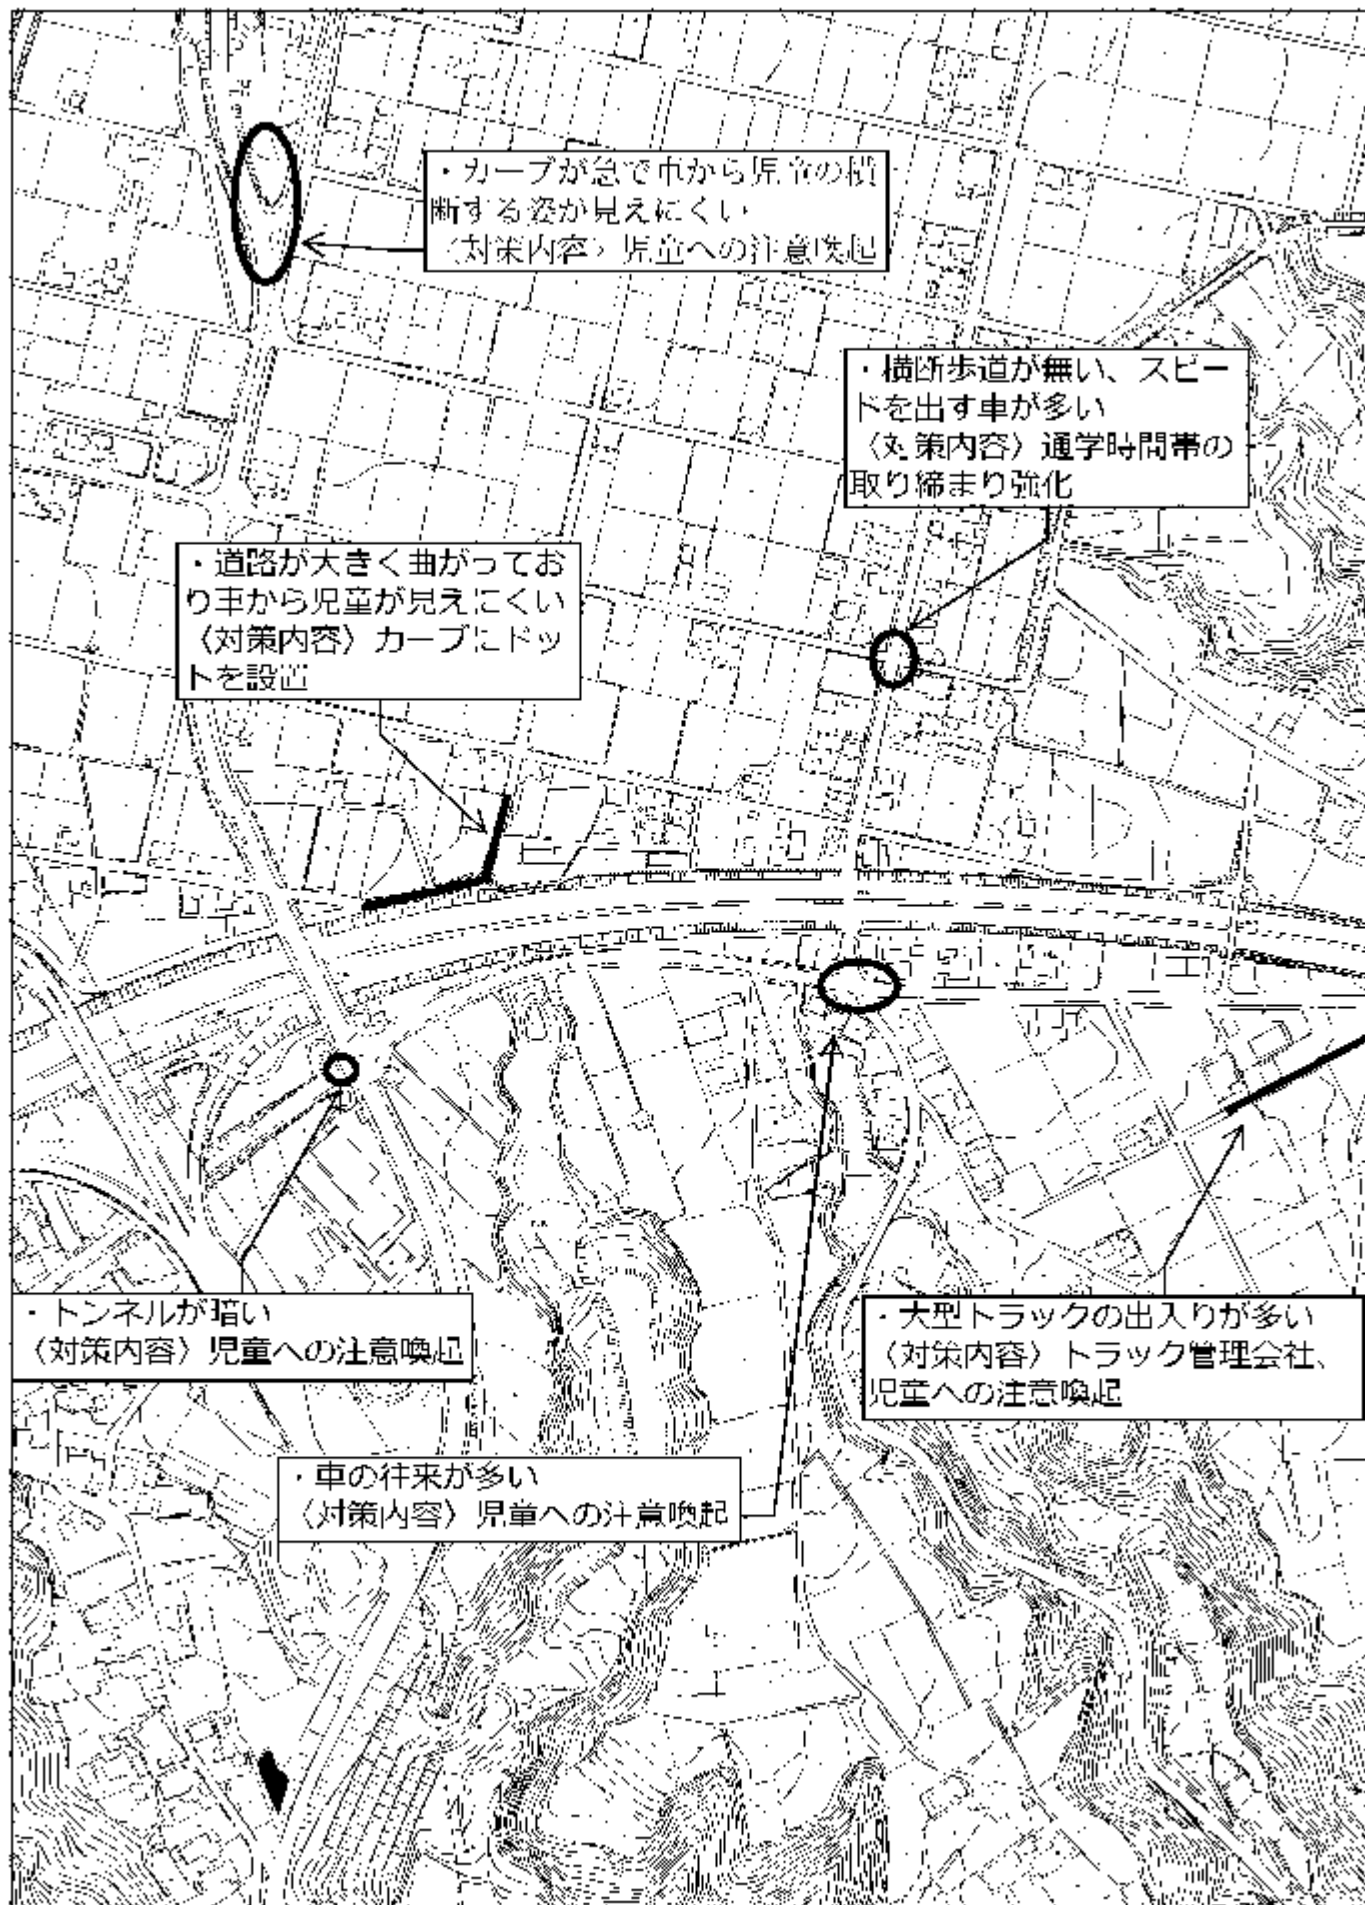 ・カーブが急で車から児童の横
断する姿が見えにくい
〈対策内容〉児童への注意喚起
・横断歩道が無い、スピー
ドを出す車が多い
〈対策内容〉通学時間帯の
取り締まり強化
・道路が大きく曲がってお
り車から児童が見えにくい
〈対策内容〉カーブにドッ
トを設置
・トンネルが暗い
〈対策内容〉児童への注意喚起
・大型トラックの出入りが多い
〈対策内容〉トラック管理会社、
児童への注意喚起
・車の往来が多い
〈対策内容〉児童への注意喚起